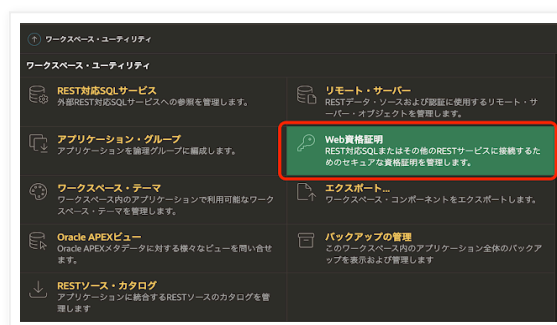 ワークスペース・ユーティリティ
ワークスペース・ユーティリティ
REST対応SQLサービス
外部REST対応SQLサービスへの参照を管理します。
リモート・サーバー
RESTデータ・ソースおよび認証に使用するリモート・サ
ーバー・オブジェクトを管理します。
アプリケーション・グループ
アプリケーションを論理グループに編成します。
Web資格証明
REST対応SQLまたはその他のRESTサービスに接続するた
めのセキュアな資格証明を管理します。
ワークスペース・テーマ
ワークスペース内のアプリケーションで利用可能なワーク
スペース・テーマを管理します。
エクスポート...
ワークスペース・コンポーネントをエクスポートします。
Oracle APEXビュー
Oracle APEXメタデータに対する様々なビューを問い合せ
ます。
バックアップの管理
このワークスペース内のアプリケーション全体のバックア
ップを表示および管理します
RESTソース・カタログ
アプリケーションに統合するRESTソースのカタログを管
理します